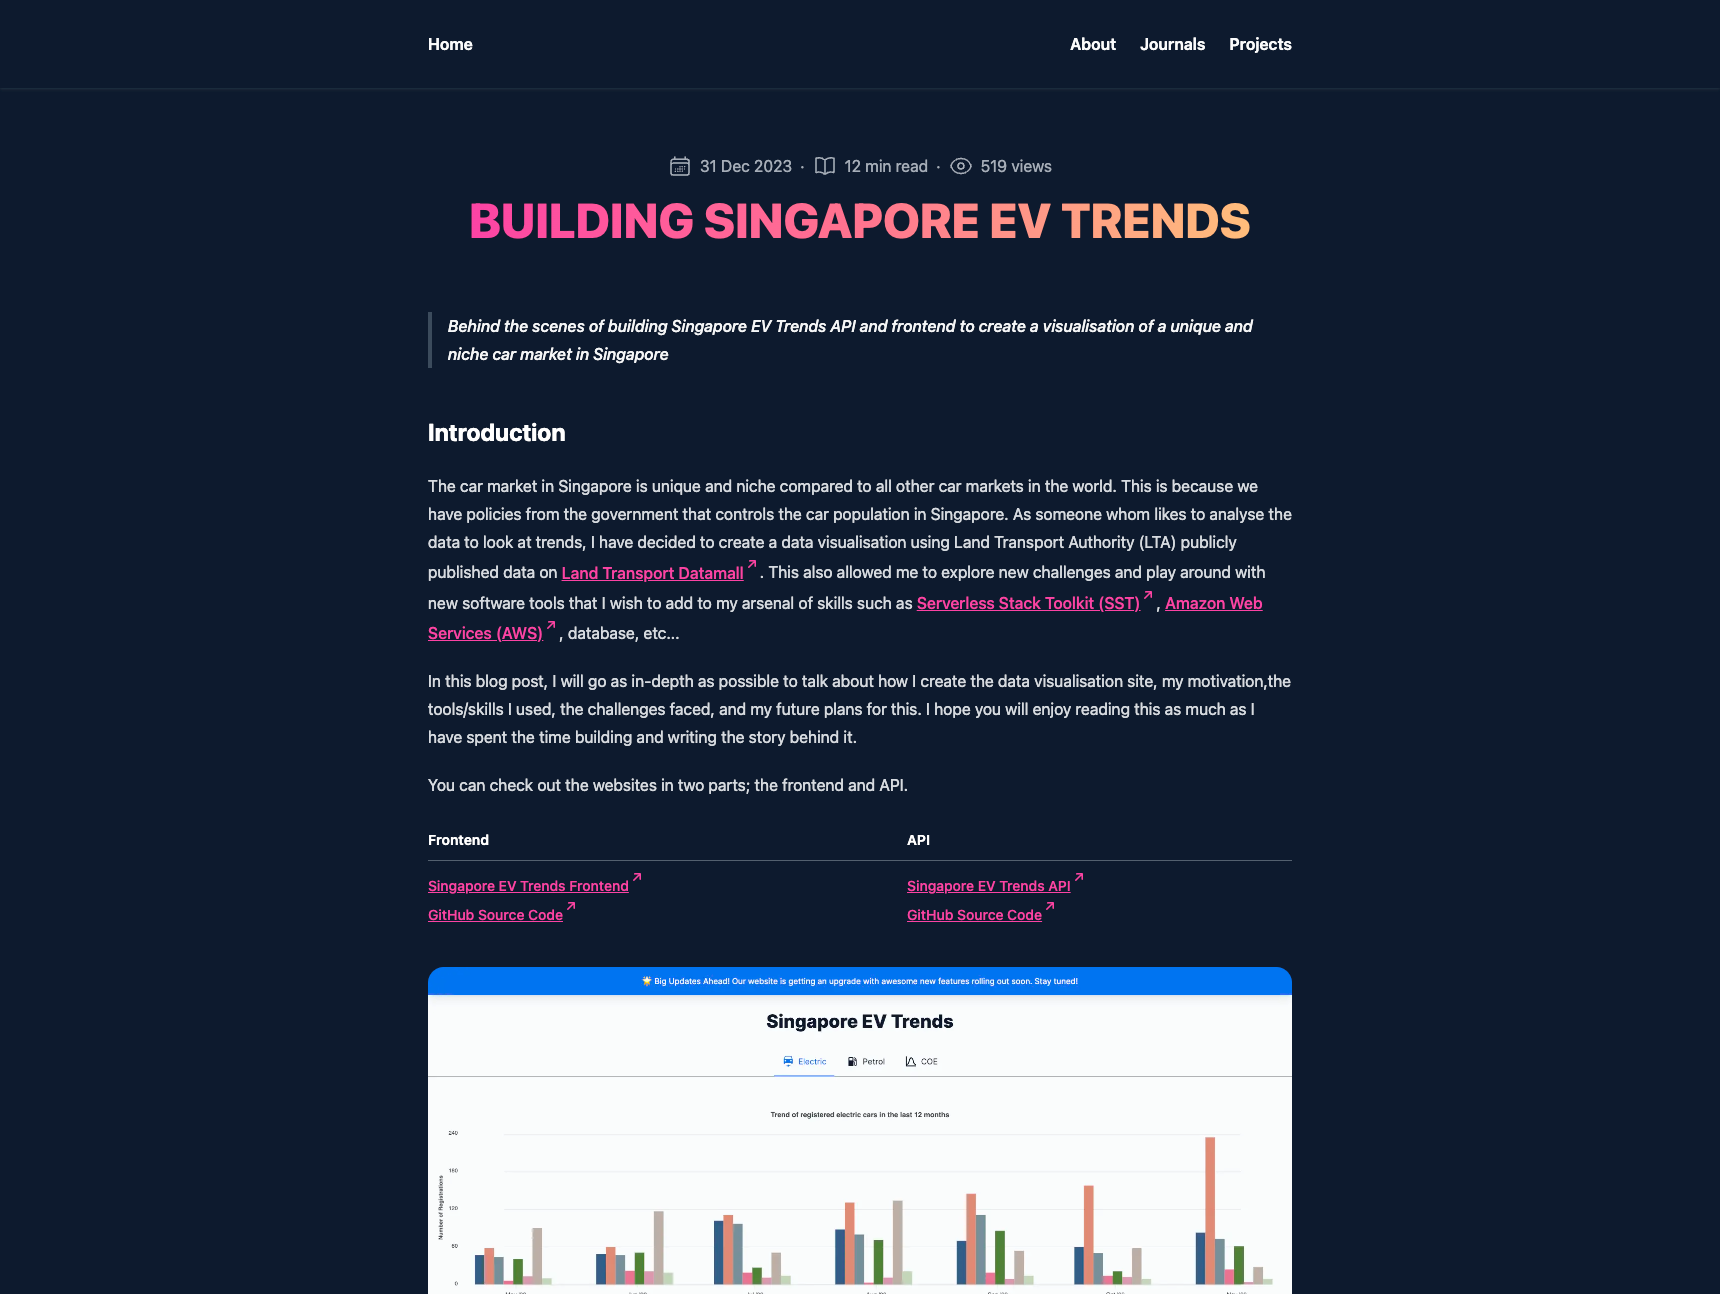 Home
About Journals Projects
31 Dec 2023 · 12 min read · 519 views
BUILDING SINGAPORE EV TRENDS
Behind the scenes of building Singapore EV Trends API and frontend to create a visualisation of a unique and
niche car market in Singapore
Introduction
The car market in Singapore is unique and niche compared to all other car markets in the world. This is because we
have policies from the government that controls the car population in Singapore. As someone whom likes to analyse the
data to look at trends, I have decided to create a data visualisation using Land Transport Authority (LTA) publicly
published data on Land Transport Datamall . This also allowed me to explore new challenges and play around with
new software tools that I wish to add to my arsenal of skills such as Serverless Stack Toolkit (SST) , Amazon Web
Services (AWS) , database, etc...
In this blog post, I will go as in-depth as possible to talk about how I create the data visualisation site, my motivation,the
tools/skills I used, the challenges faced, and my future plans for this. I hope you will enjoy reading this as much as I
have spent the time building and writing the story behind it.
You can check out the websites in two parts; the frontend and API.
Frontend API
Singapore EV Trends Frontend Singapore EV Trends API
GitHub Source Code GitHub Source Code
🌟 Big Updates Ahead! Our website is getting an upgrade with awesome new features rolling out soon. Stay tuned!
Singapore EV Trends
Electric Petrol COE
Trend of registered electric cars in the last 12 months
Number of Registrations
240
180
120
60
0